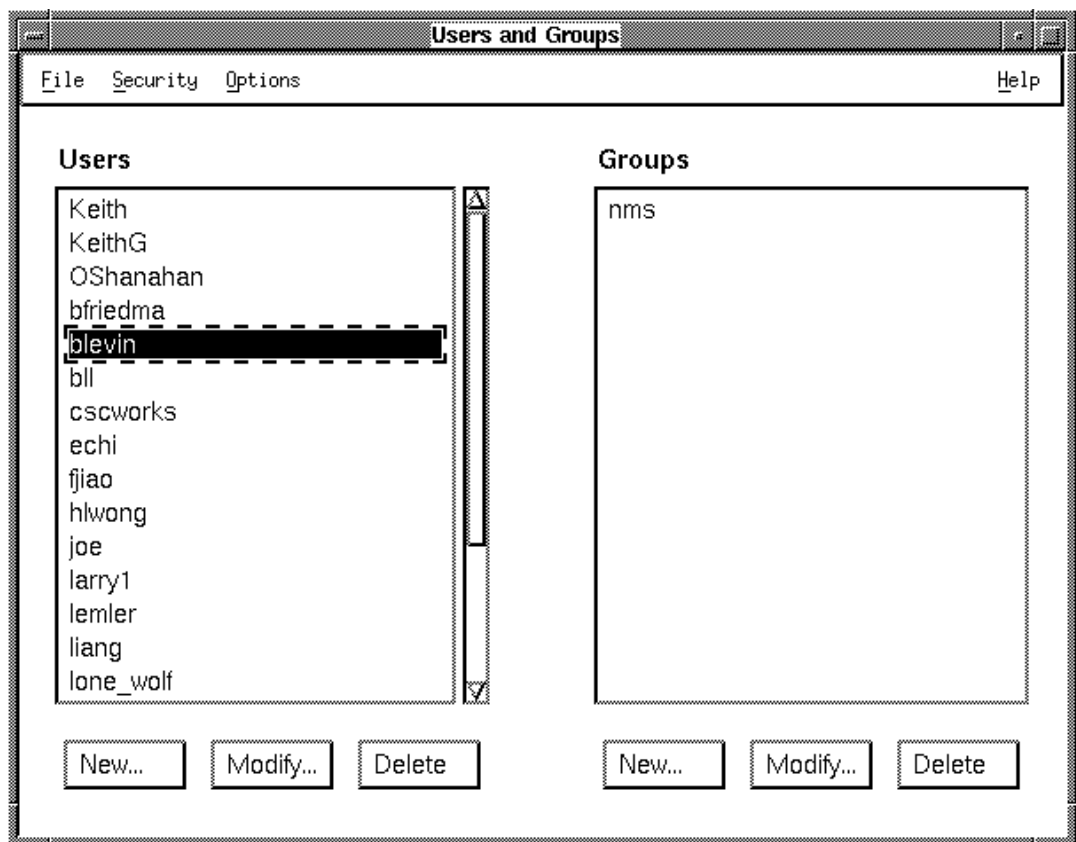 Users and Groups
File Security Options Help
Users
Keith
KeithG
OShanahan
bfriedma
blevin
bll
cscworks
echi
fjiao
hlwong
joe
larry1
lemler
liang
lone_wolf
New... Modify... Delete
Groups
nms
New... Modify... Delete